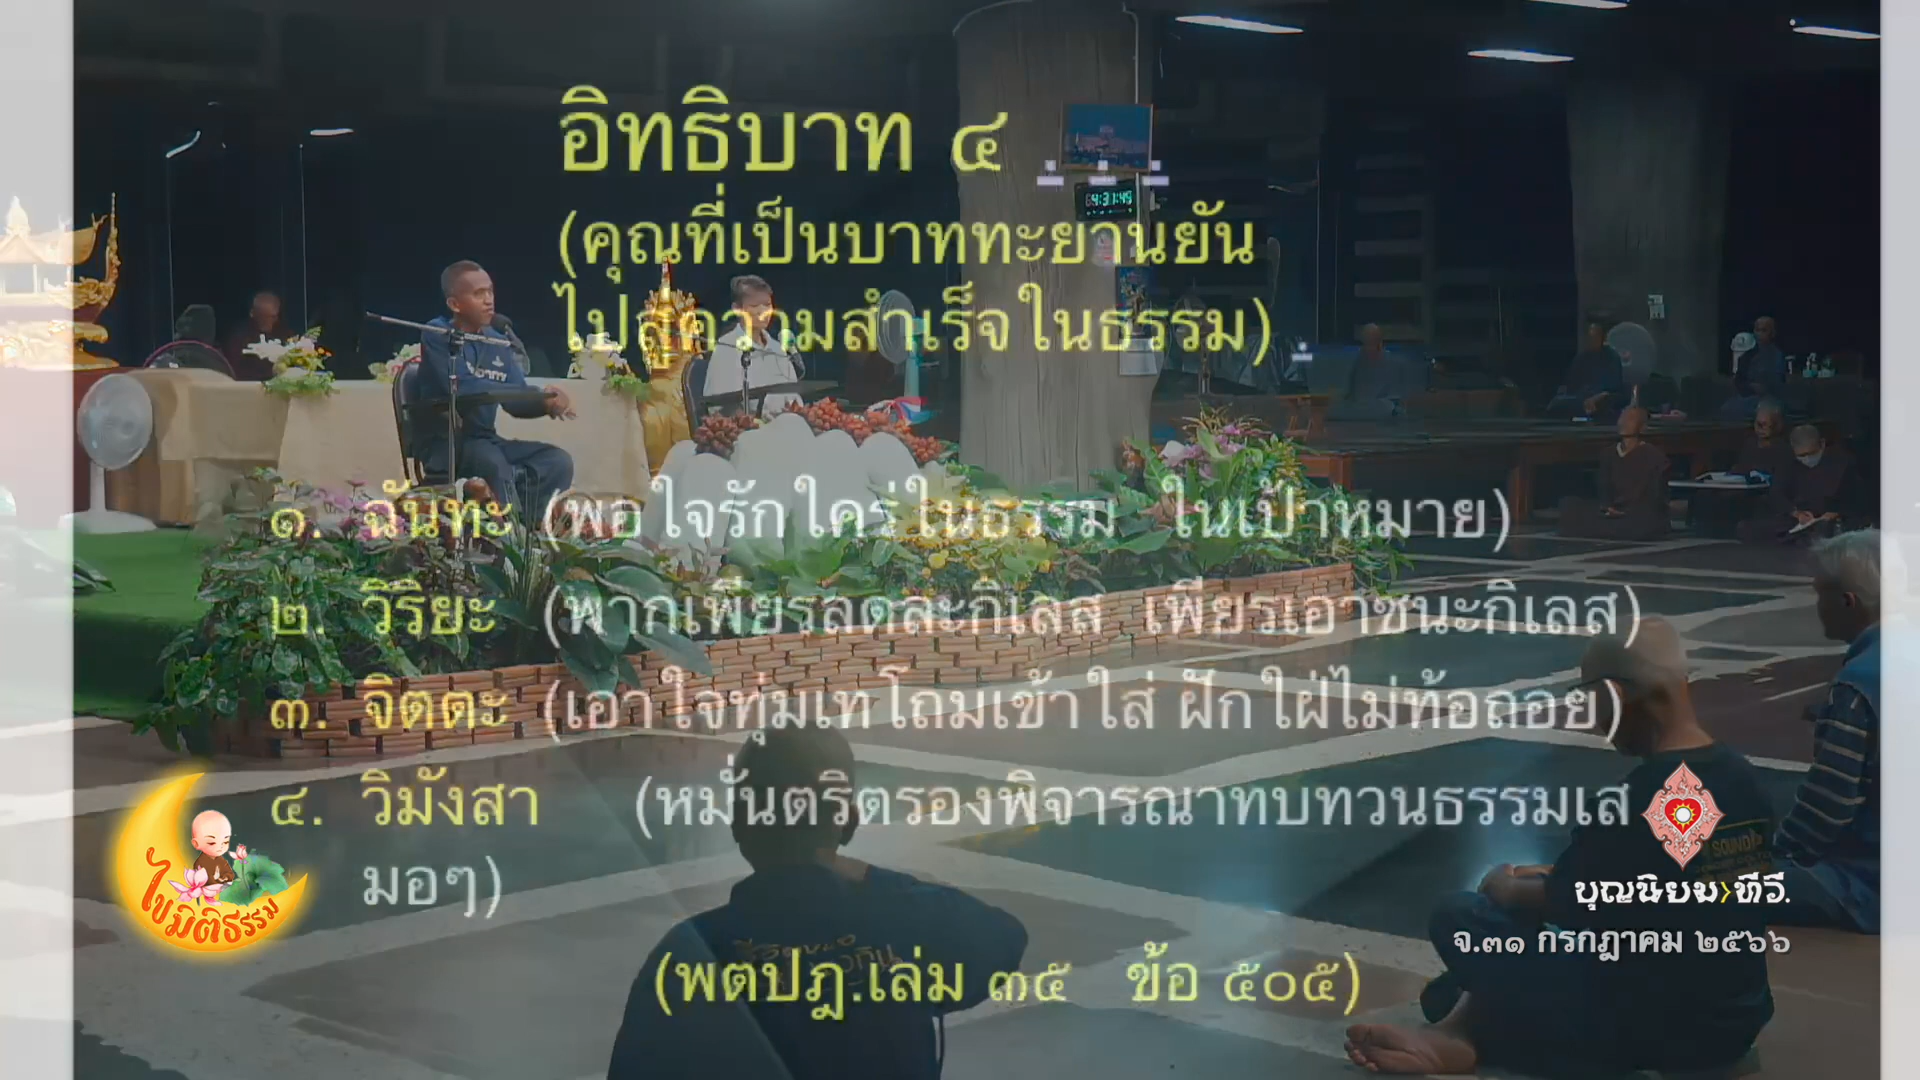 อิทธิบาท ๔
(คุณที่เป็นบาททะยานยัน
ไปสู่ความสำเร็จในธรรม)
๑. ฉันทะ (พอใจรักใคร่ในธรรม ในเป้าหมาย)
๒. วิริยะ (พากเพียรลดละกิเลส เพียรเอาชนะกิเลส)
๓. จิตตะ (เอาใจทุ่มเทโถมเข้าใส่ ฝักใฝ่ไม่ท้อถอย)
๔. วิมังสา (หมั่นตริตรองพิจารณาทบทวนธรรมเส
มอๆ)
(พตปฎ.เล่ม ๓๕ ข้อ ๕๐๕)
ไขมิติธรรม
บุญนิยม ทีวี.
จ.๓๑ กรกฎาคม ๒๕๖๖
SOUND